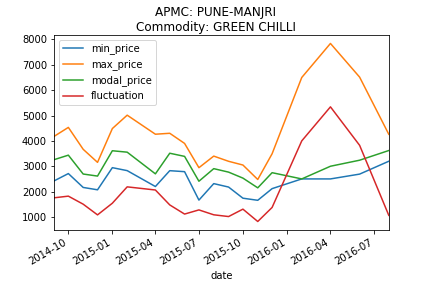 APMC: PUNE-MANJRI
Commodity: GREEN CHILLI
8000
7000
6000
5000
4000
3000
2000
1000
min_price
max_price
modal_price
fluctuation
2014-10
2015-01
2015-04
2015-07
2015-10
2016-01
2016-04
2016-07
date